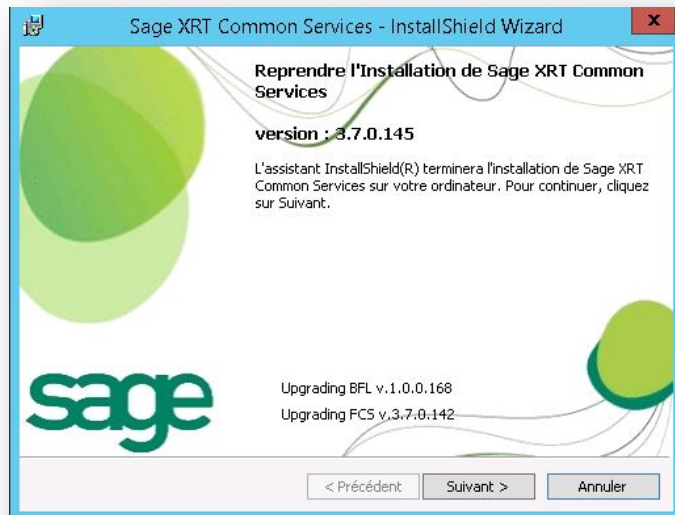 Sage XRT Common Services - InstallShield Wizard
x
Reprendre l'Installation de Sage XRT Common
Services
version : 3.7.0.145
L'assistant InstallShield(R) terminera l'installation de Sage XRT
Common Services sur votre ordinateur. Pour continuer, cliquez
sur Suivant.
sage
Upgrading BFL v.1.0.0.168
Upgrading FCS v.3.7.0.142
< Précédent
Suivant >
Annuler